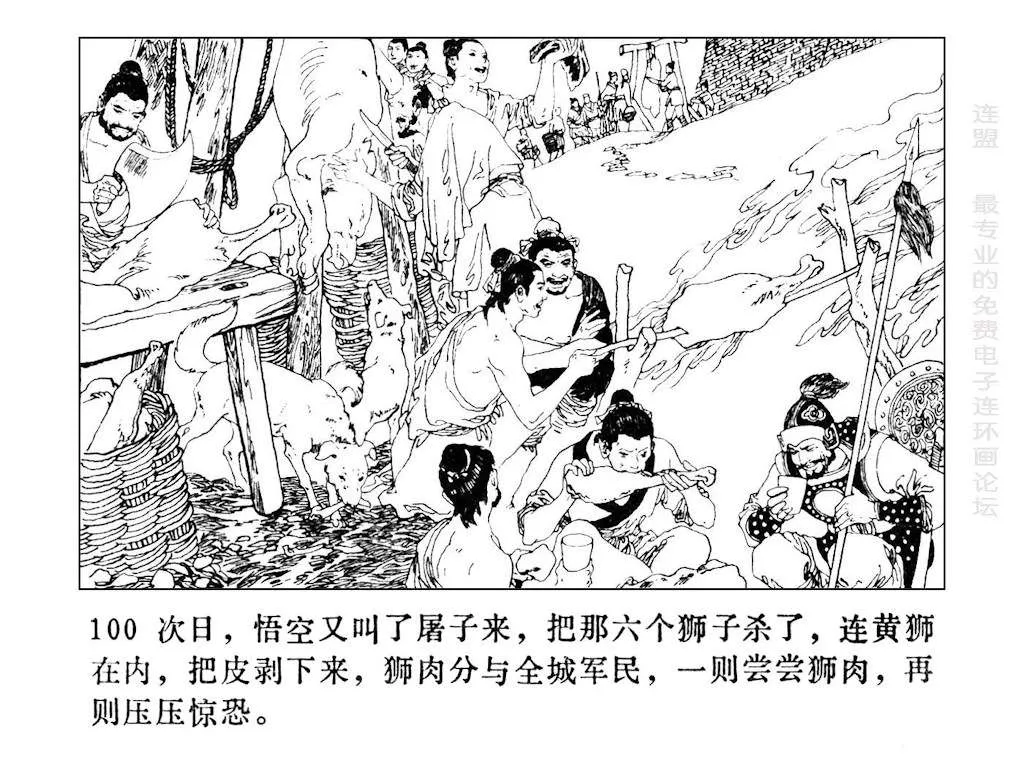 100 次日，悟空又叫了屠子来，把那六个狮子杀了，连黄狮
在内，把皮剥下来，狮肉分与全城军民，一则尝尝狮肉，再
则压压惊恐。
连盟 最专业的免费电子连环画论坛